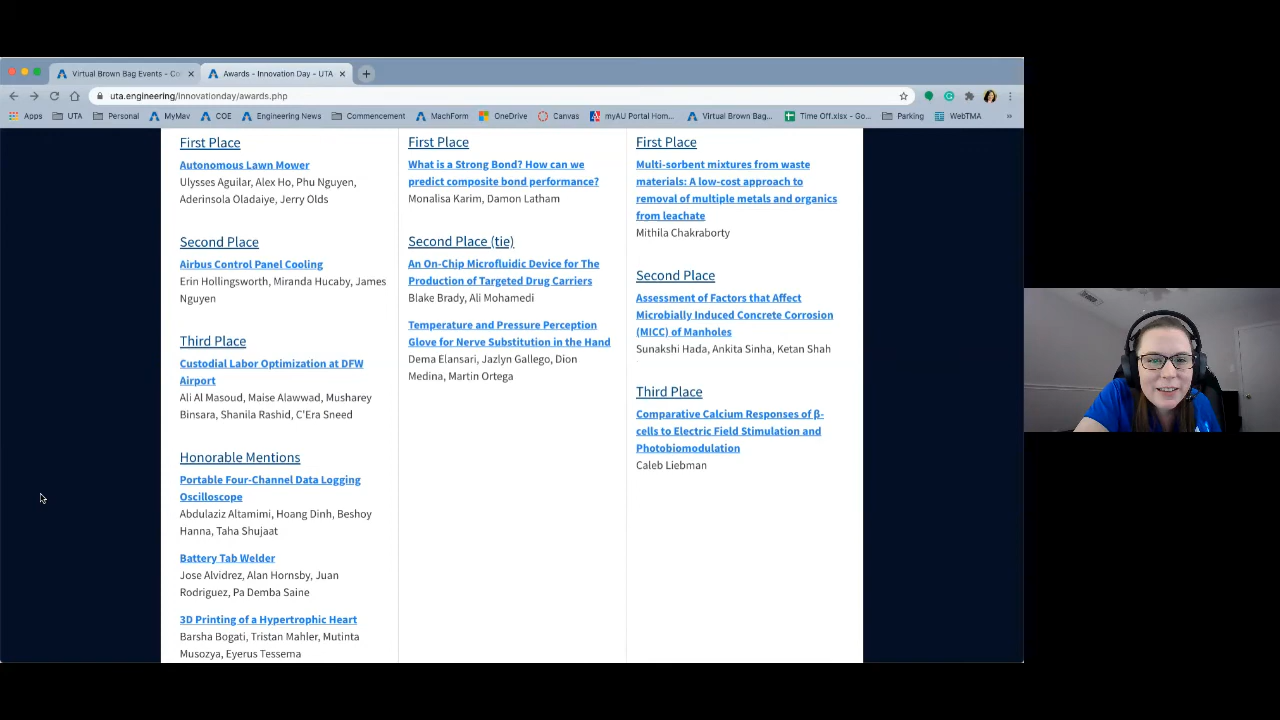 Virtual Brown Bag Events - Co
Awards - Innovation Day - UTA
uta.engineering/innovationday/awards.php
Apps UTA Personal MyMav COE Engineering News Commencement MachForm OneDrive Canvas myAU Portal Hom... Virtual Brown Bag... Time Off.xlsx - Go... Parking WebTMA
First Place
Autonomous Lawn Mower
Ulysses Aguilar, Alex Ho, Phu Nguyen,
Aderinsola Oladaiye, Jerry Olds
Second Place
Airbus Control Panel Cooling
Erin Hollingsworth, Miranda Hucaby, James
Nguyen
Third Place
Custodial Labor Optimization at DFW
Airport
Ali Al Masoud, Maise Alawwad, Musharey
Binsara, Shanila Rashid, C'Era Sneed
Honorable Mentions
Portable Four-Channel Data Logging
Oscilloscope
Abdulaziz Altamimi, Hoang Dinh, Beshoy
Hanna, Taha Shujaat
Battery Tab Welder
Jose Alvidrez, Alan Hornsby, Juan
Rodriguez, Pa Demba Saine
3D Printing of a Hypertrophic Heart
Barsha Bogati, Tristan Mahler, Mutinta
Musozya, Eyerus Tessema
First Place
What is a Strong Bond? How can we
predict composite bond performance?
Monalisa Karim, Damon Latham
Second Place (tie)
An On-Chip Microfluidic Device for The
Production of Targeted Drug Carriers
Blake Brady, Ali Mohamedi
Temperature and Pressure Perception
Glove for Nerve Substitution in the Hand
Dema Elansari, Jazlyn Gallego, Dion
Medina, Martin Ortega
First Place
Multi-sorbent mixtures from waste
materials: A low-cost approach to
removal of multiple metals and organics
from leachate
Mithila Chakraborty
Second Place
Assessment of Factors that Affect
Microbially Induced Concrete Corrosion
(MICC) of Manholes
Sunakshi Hada, Ankita Sinha, Ketan Shah
Third Place
Comparative Calcium Responses of β-
cells to Electric Field Stimulation and
Photobiomodulation
Caleb Liebman